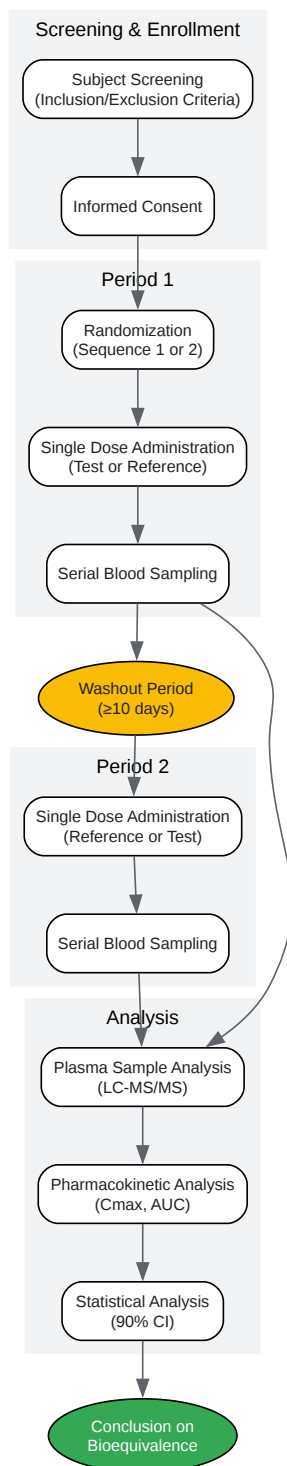 Screening & Enrollment
Subject Screening
(Inclusion/Exclusion Criteria)
Informed Consent
Period 1
Randomization
(Sequence 1 or 2)
Single Dose Administration
(Test or Reference)
Serial Blood Sampling
Washout Period
(≥10 days)
Period 2
Single Dose Administration
(Reference or Test)
Serial Blood Sampling
Analysis
Plasma Sample Analysis
(LC-MS/MS)
Pharmacokinetic Analysis
(Cmax, AUC)
Statistical Analysis
(90% CI)
Conclusion on
Bioequivalence